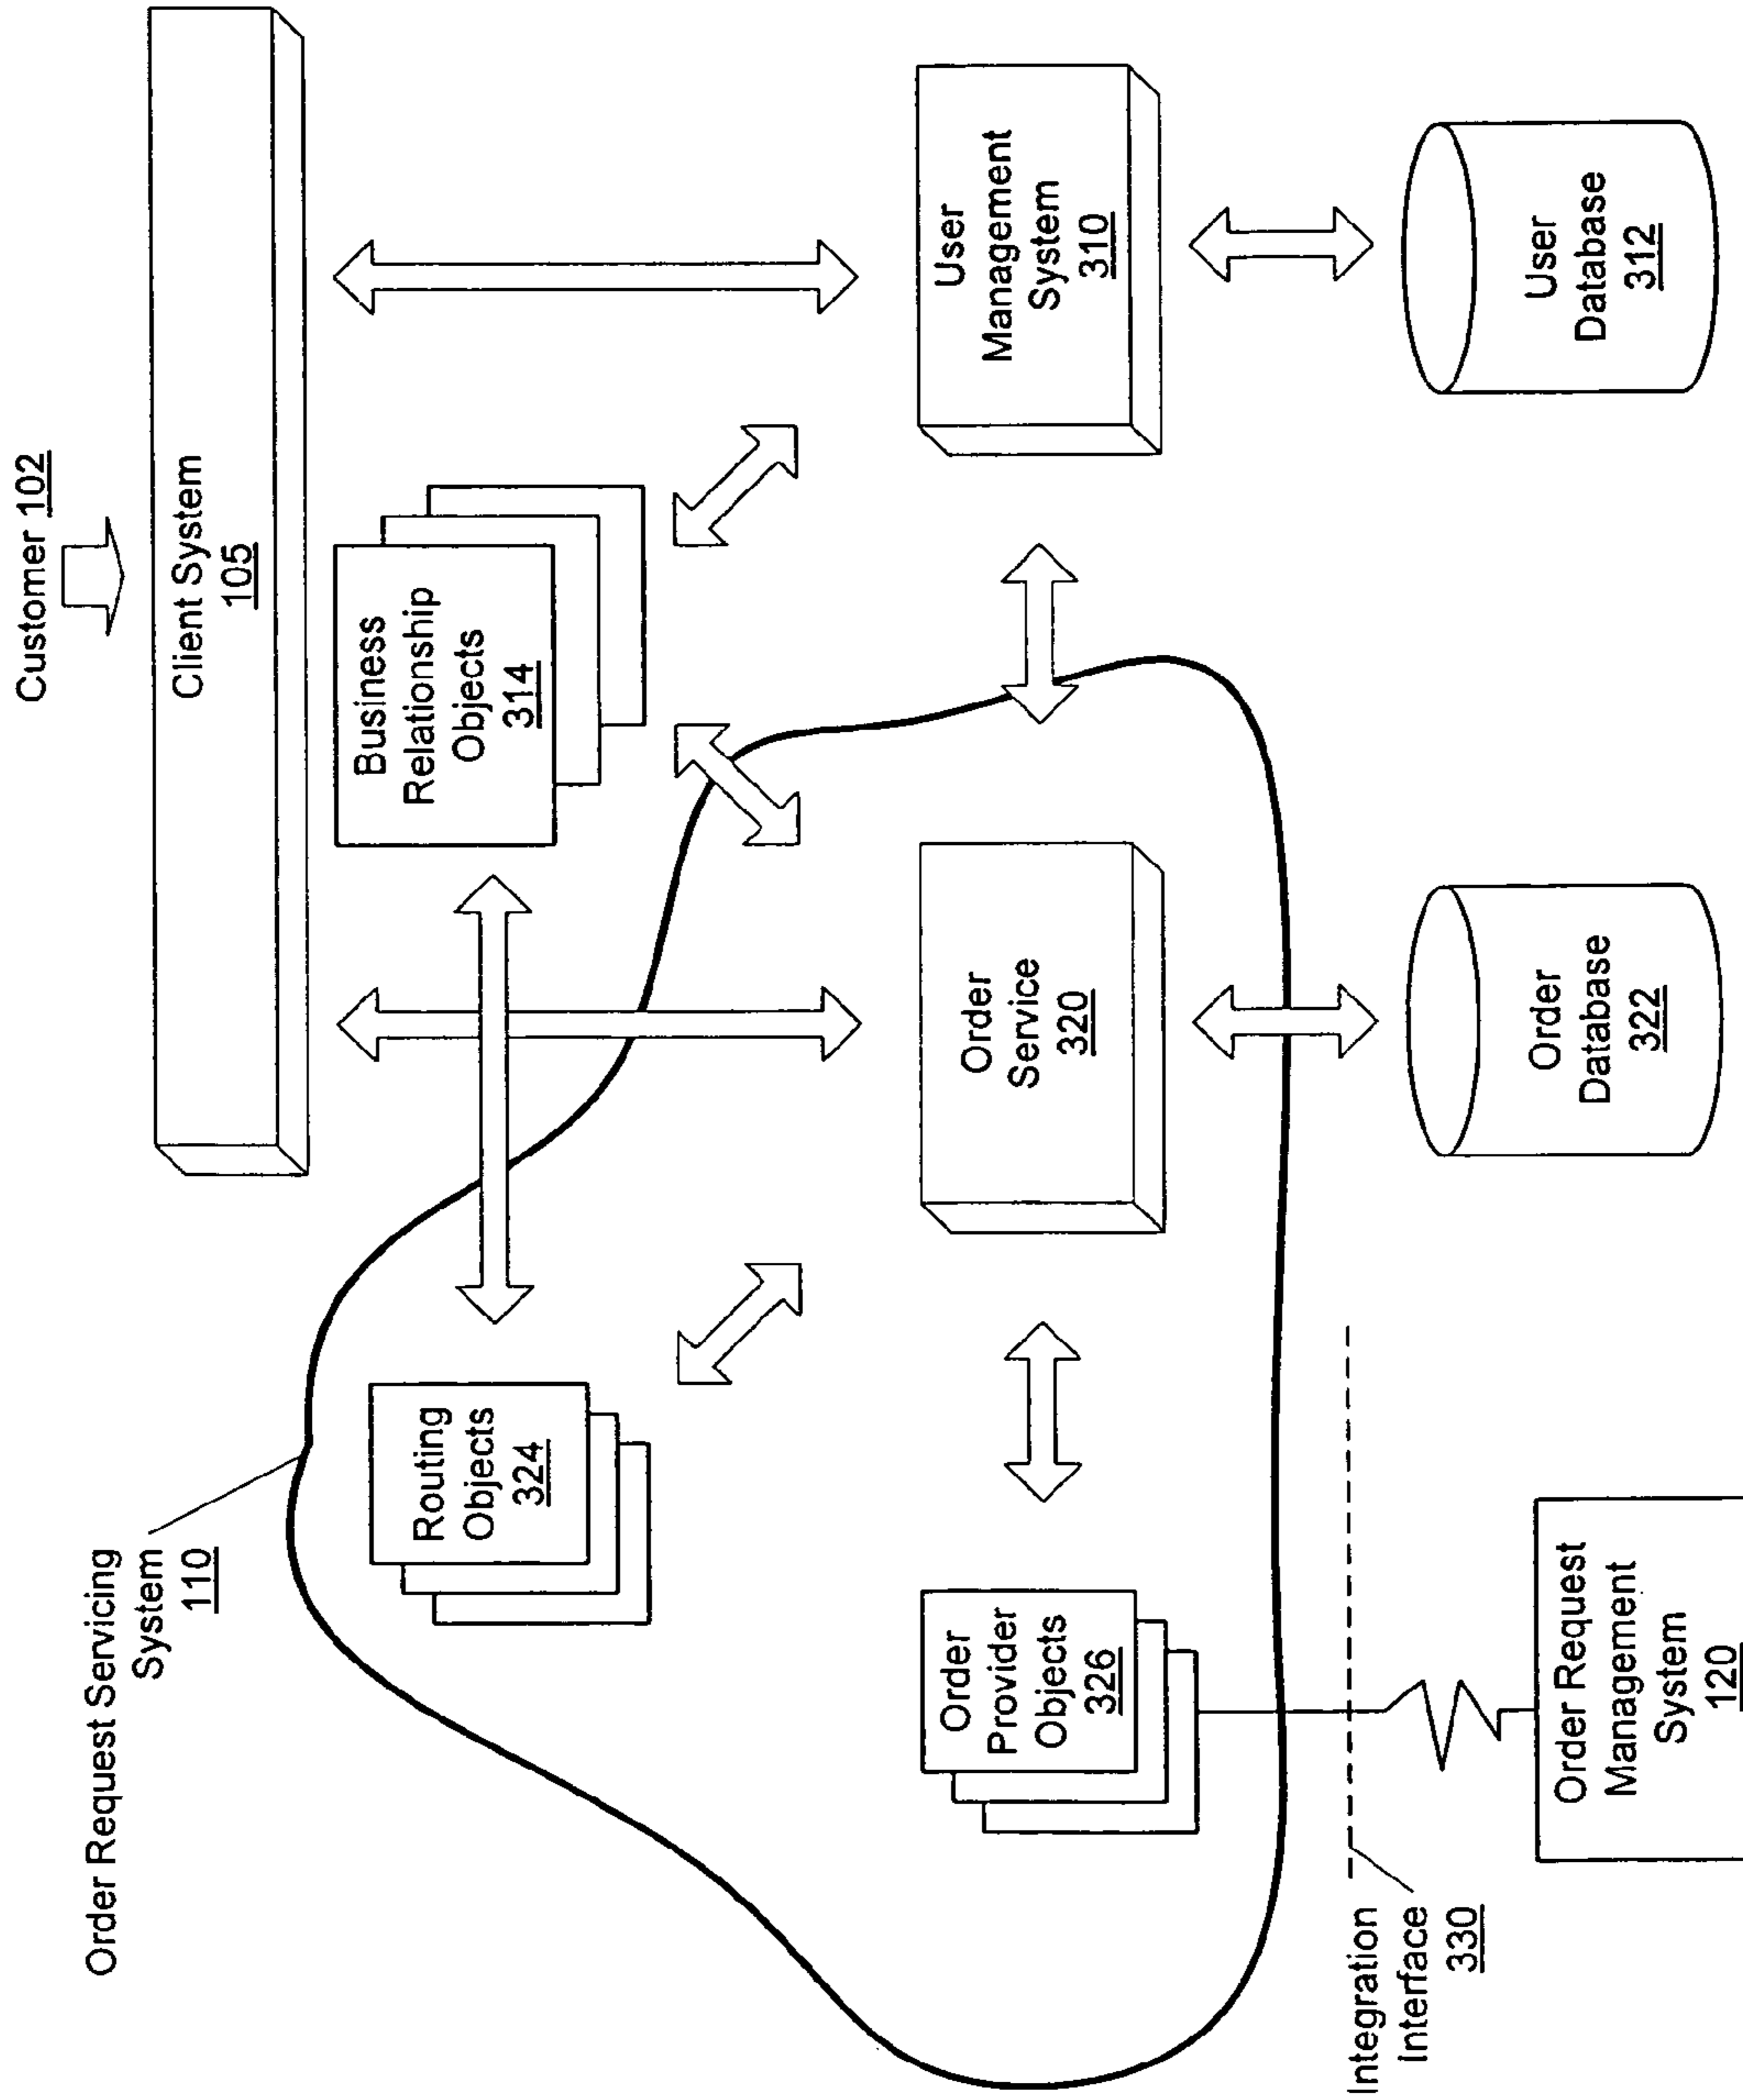 Customer 102
Client System
105
Order Request Servicing
System
110
Business
Relationship
Objects
314
Routing
Objects
324
User
Management
System
310
Order
Service
320
Order
Provider
Objects
326
User
Database
312
Order
Database
322
Integration
Interface
330
Order Request
Management
System
120